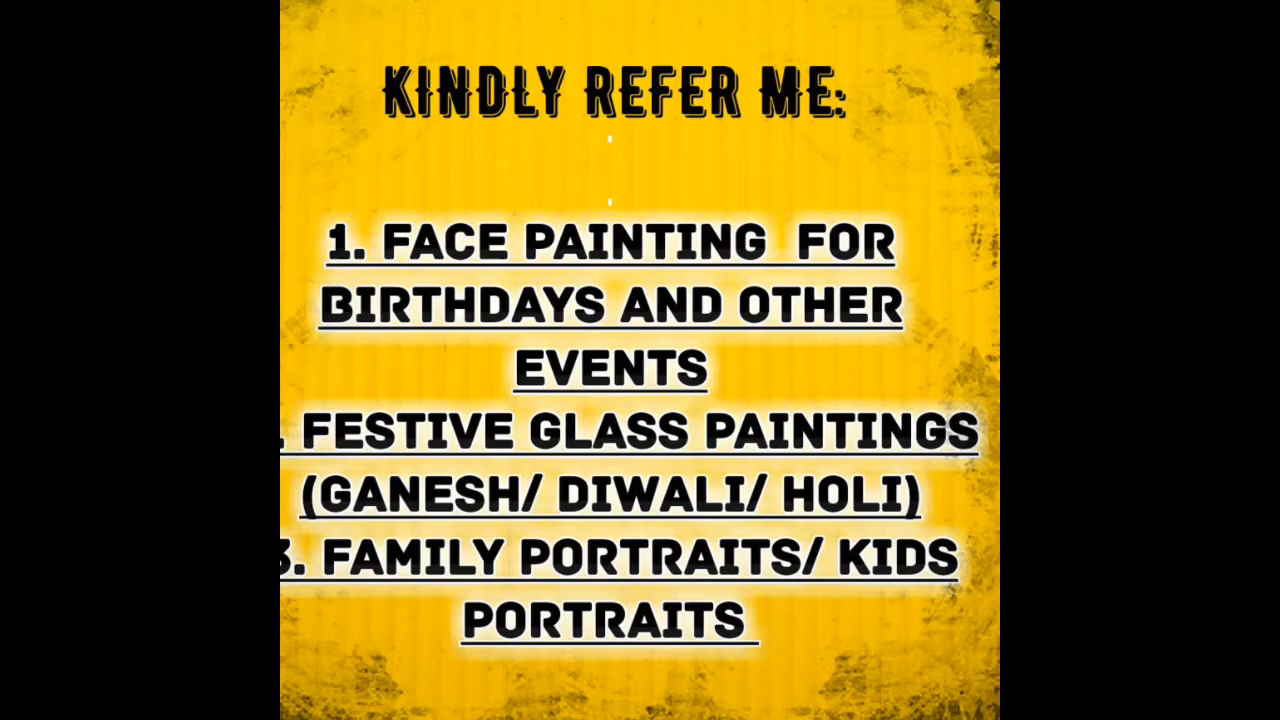 KINDLY REFER ME:
1. FACE PAINTING FOR
BIRTHDAYS AND OTHER
EVENTS
. FESTIVE GLASS PAINTINGS
(GANESH/ DIWALI/ HOLI)
3. FAMILY PORTRAITS/ KIDS
PORTRAITS